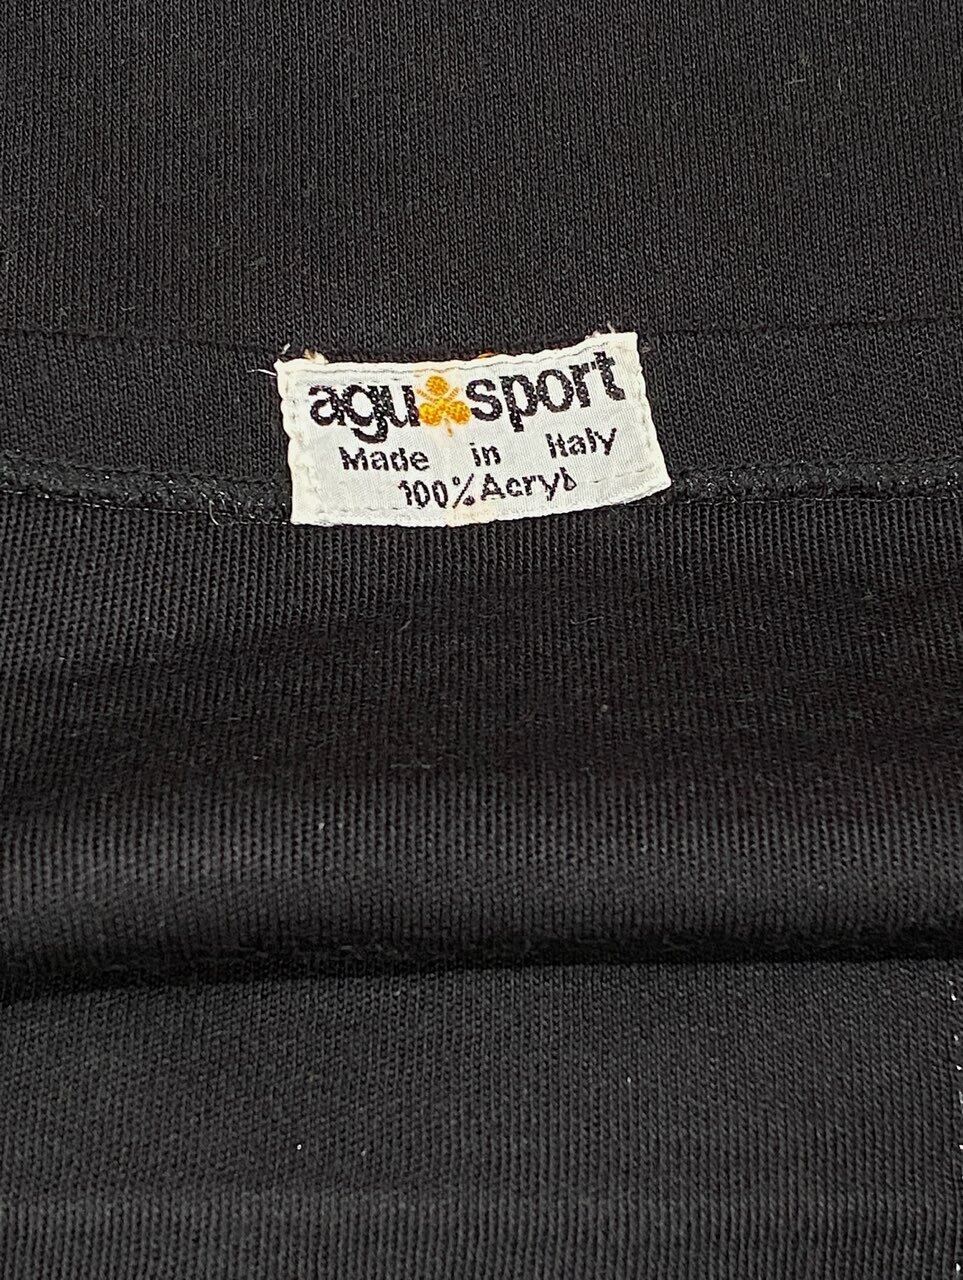 agu sport
Made in Italy
100% Acryl